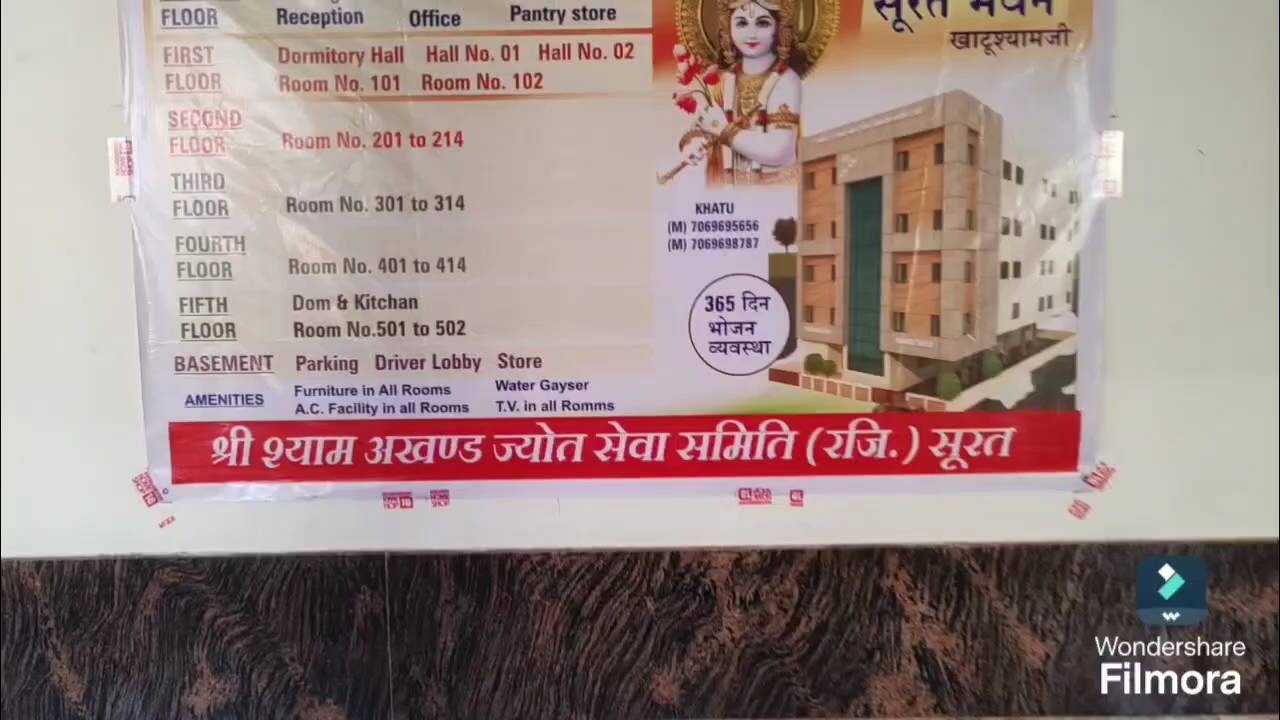 FLOOR Reception Office Pantry store
FIRST FLOOR Dormitory Hall Hall No. 01 Hall No. 02
Room No. 101 Room No. 102
SECOND FLOOR Room No. 201 to 214
THIRD FLOOR Room No. 301 to 314
FOURTH FLOOR Room No. 401 to 414
FIFTH FLOOR Dom & Kitchan
Room No.501 to 502
BASEMENT Parking Driver Lobby Store
AMENITIES Furniture in All Rooms Water Gayser
A.C. Facility in all Rooms T.V. in all Romms
सूरत भवन
खाटूश्यामजी
KHATU
(M) 7069695656
(M) 7069698787
365 दिन
भोजन
व्यवस्था
श्री श्याम अखण्ड ज्योत सेवा समिति (रजि.) सूरत
Wondershare
Filmora